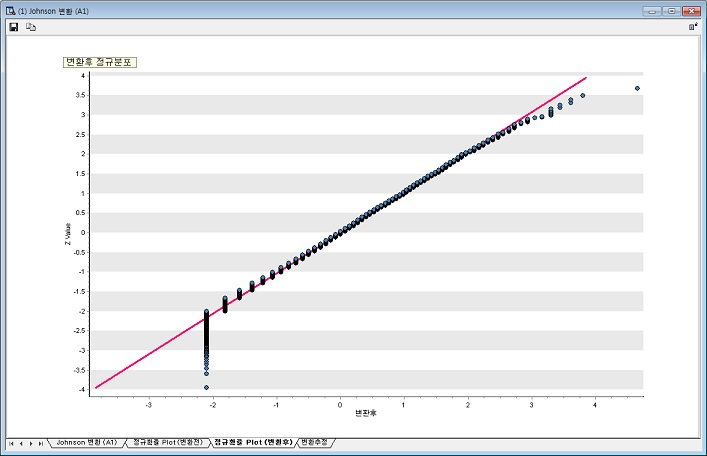 (1) Johnson 변환 (A1)
변환후 정규분포
4
3.5
3
2.5
2
1.5
1
0.5
0
-0.5
-1
-1.5
-2
-2.5
-3
-3.5
-4
Z Value
-3 -2 -1 0 1 2 3 4
변환후
Johnson 변환 (A1) 정규확률 Plot (변환전) 정규확률 Plot (변환후) 변환추정